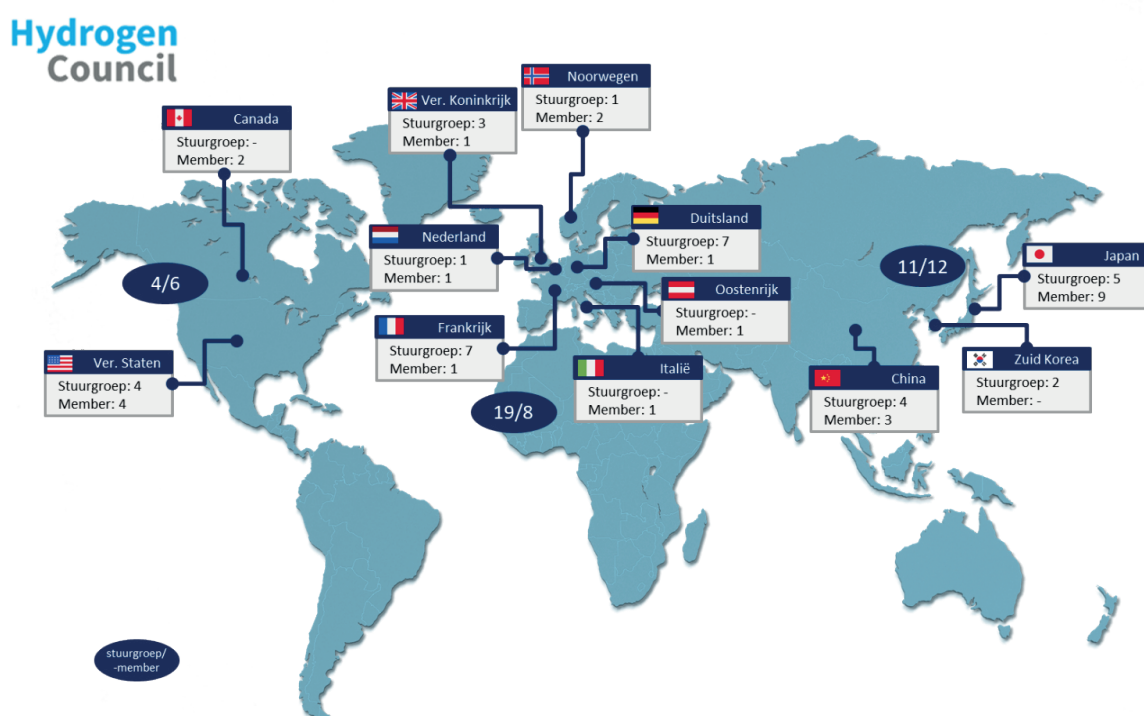 Hydrogen
Council
Noorwegen
Stuurgroep: 1
Member: 2
Ver. Koninkrijk
Stuurgroep: 3
Member: 1
Canada
Stuurgroep: -
Member: 2
Duitsland
Stuurgroep: 7
Member: 1
Nederland
Stuurgroep: 1
Member: 1
Japan
Stuurgroep: 5
Member: 9
4/6
11/12
Oostenrijk
Stuurgroep: -
Member: 1
Frankrijk
Stuurgroep: 7
Member: 1
Ver. Staten
Stuurgroep: 4
Member: 4
Italië
Stuurgroep: -
Member: 1
China
Stuurgroep: 4
Member: 3
Zuid Korea
Stuurgroep: 2
Member: -
19/8
stuurgroep/
-member